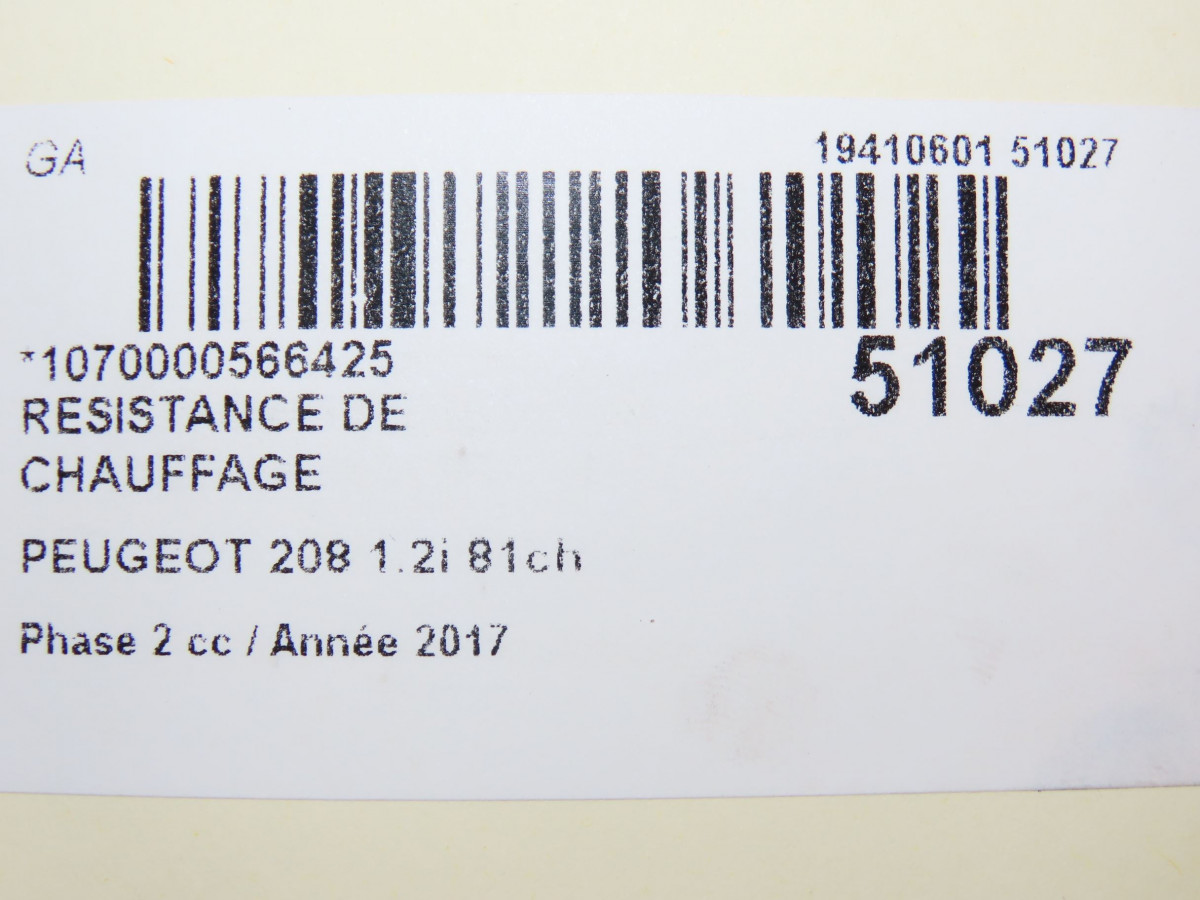 GA
19410601 51027
*1070000566425
51027
RESISTANCE DE
CHAUFFAGE
PEUGEOT 208 1.2i 81ch
Phase 2 cc / Année 2017